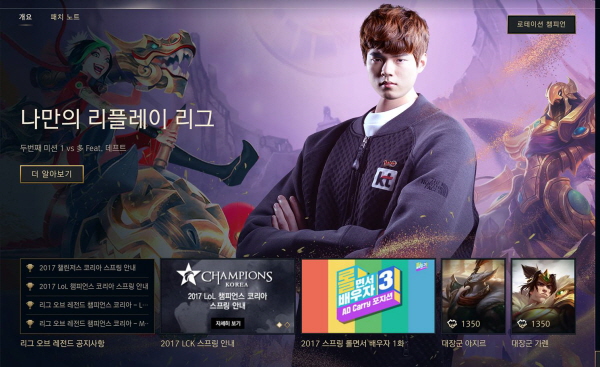 개요
패치 노트
로테이션 챔피언
나만의 리플레이 리그
두번째 미션 1 vs 多 Feat. 데프트
더 알아보기
kt
2017 챌린저스 코리아 스프링 안내
2017 LoL 챔피언스 코리아 스프링 안내
리그 오브 레전드 챔피언스 코리아 – L···
리그 오브 레전드 챔피언스 코리아 – M···
리그 오브 레전드 공지사항
CHAMPIONS
KOREA
2017 LoL 챔피언스 코리아
스프링 안내
자세히 보기
2017 LCK 스프링 안내
롤면서
배우자 3
AD Carry 포지션
2017 스프링 롤면서 배우자 1화
1350
대장군 아지르
1350
대장군 가렌